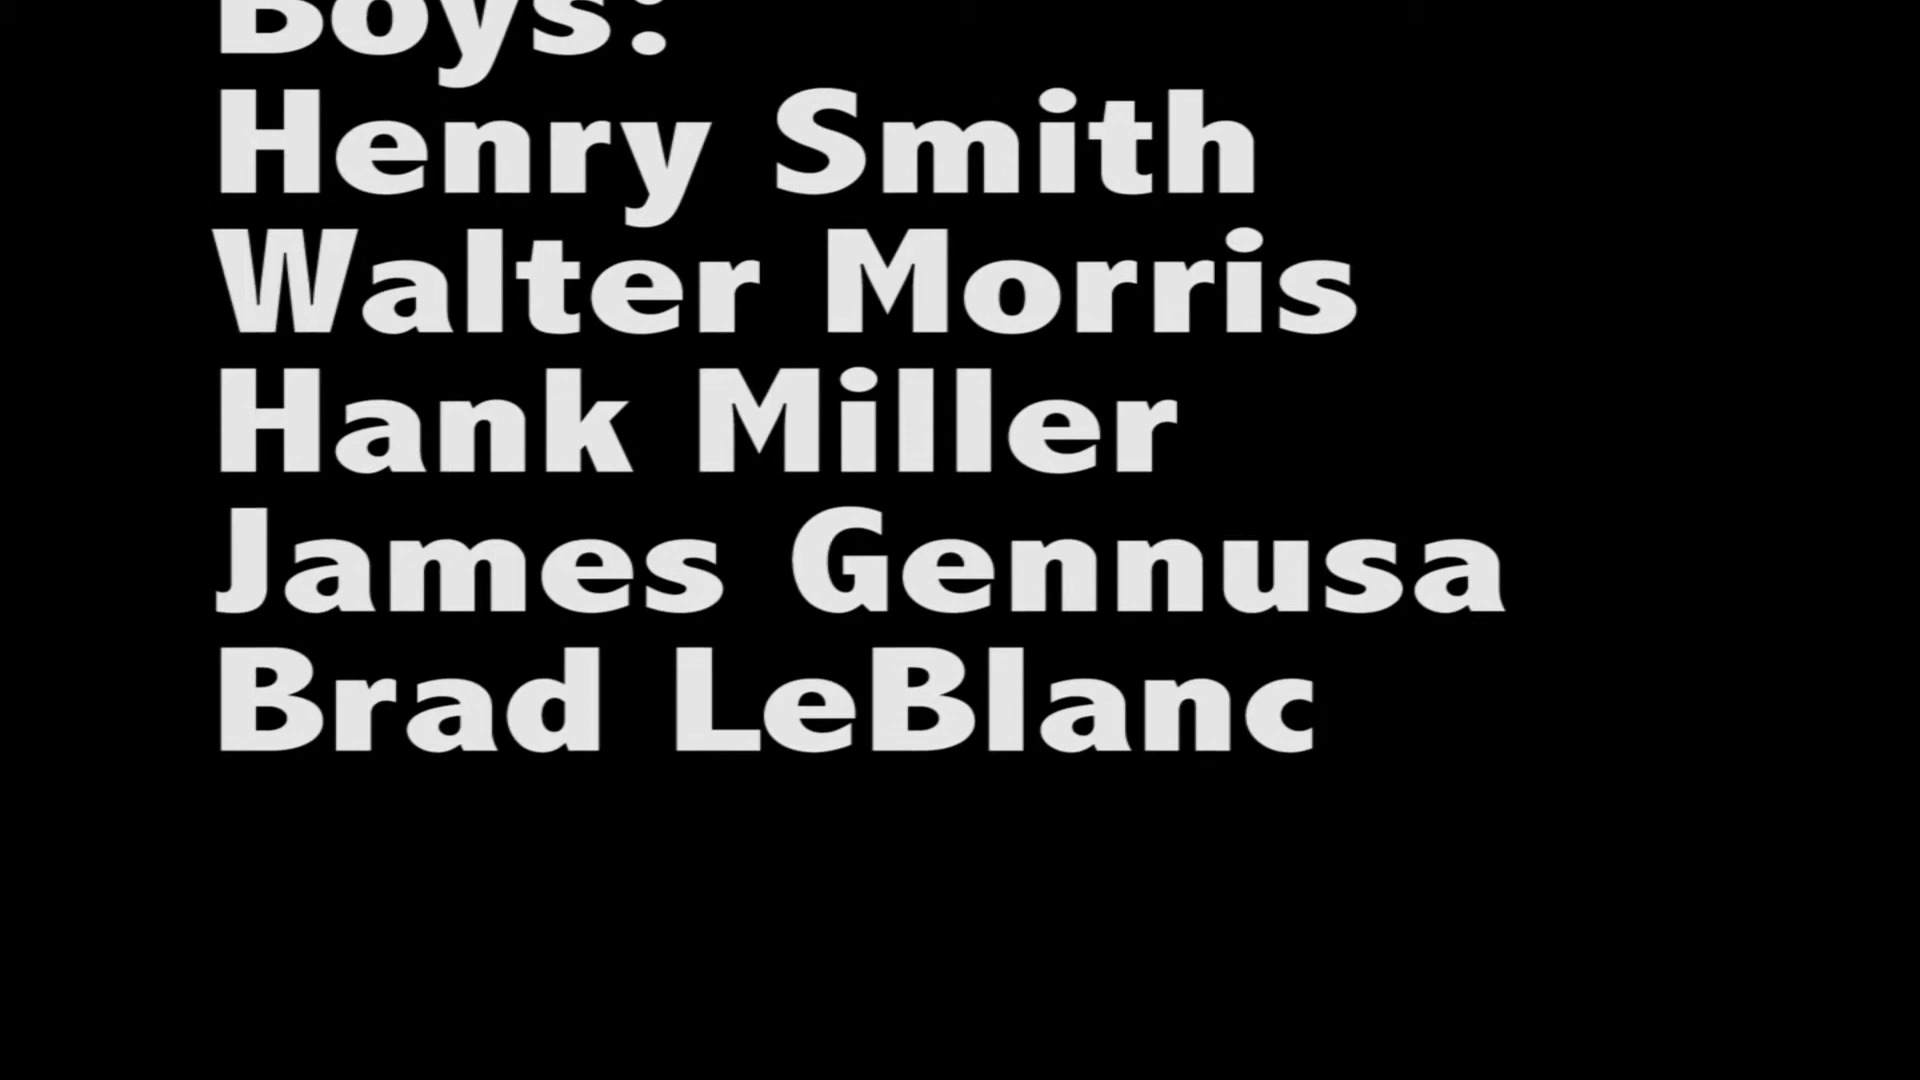 Boys:
Henry Smith
Walter Morris
Hank Miller
James Gennusa
Brad LeBlanc